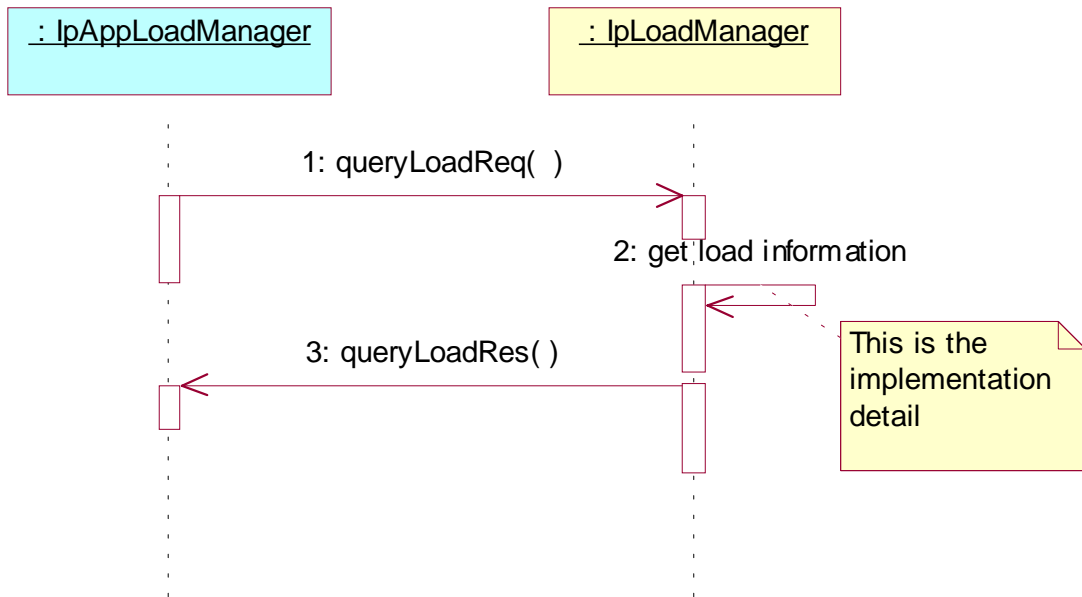 : IpAppLoadManager
: IpLoadManager
1: queryLoadReq( )
2: get load information
3: queryLoadRes( )
This is the
implementation
detail